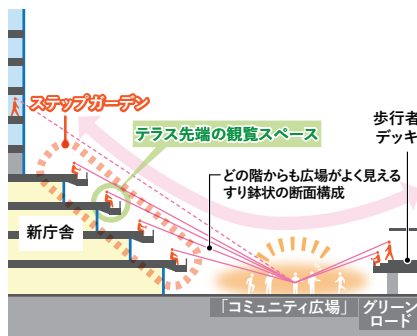 ステップガーデン
テラス先端の観覧スペース
歩行者
デッキ
どの階からも広場がよく見える
すり鉢状の断面構成
新庁舎
「コミュニティ広場」
グリーン
ロード